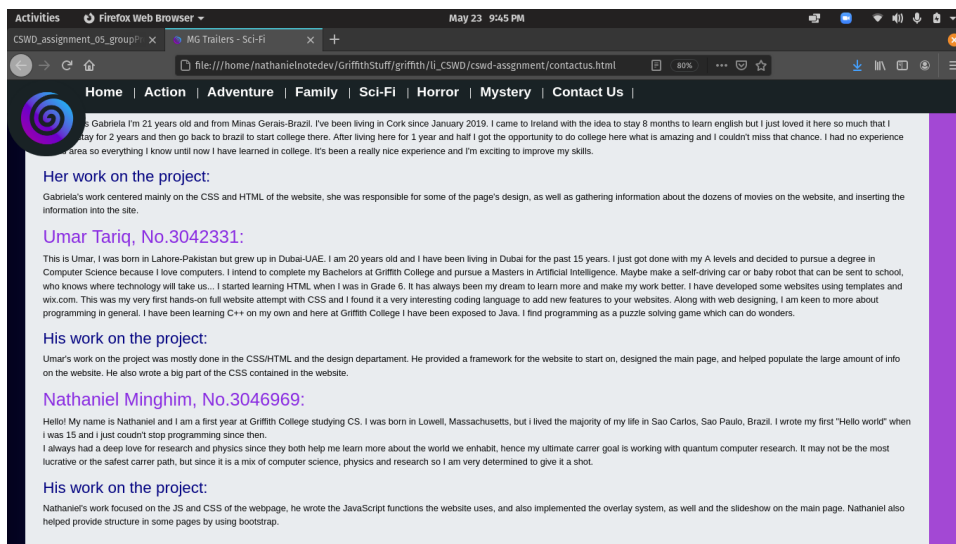 Activities Firefox Web Browser May 23 9:45 PM
CSWD_assignment_05_groupPr MG Trailers - Sci-Fi
file:///home/nathanielnotedev/GriffithStuff/griffith/li_CSWD/cswd-assgnment/contactus.html 80%
Home | Action | Adventure | Family | Sci-Fi | Horror | Mystery | Contact Us |
s Gabriela I'm 21 years old and from Minas Gerais-Brazil. I've been living in Cork since January 2019. I came to Ireland with the idea to stay 8 months to learn english but I just loved it here so much that I
tay for 2 years and then go back to brazil to start college there. After living here for 1 year and half I got the opportunity to do college here what is amazing and I couldn't miss that chance. I had no experience
area so everything I know until now I have learned in college. It's been a really nice experience and I'm exciting to improve my skills.
Her work on the project:
Gabriela's work centered mainly on the CSS and HTML of the website, she was responsible for some of the page's design, as well as gathering information about the dozens of movies on the website, and inserting the
information into the site.
Umar Tariq, No.3042331:
This is Umar, I was born in Lahore-Pakistan but grew up in Dubai-UAE. I am 20 years old and I have been living in Dubai for the past 15 years. I just got done with my A levels and decided to pursue a degree in
Computer Science because I love computers. I intend to complete my Bachelors at Griffith College and pursue a Masters in Artificial Intelligence. Maybe make a self-driving car or baby robot that can be sent to school,
who knows where technology will take us... I started learning HTML when I was in Grade 6. It has always been my dream to learn more and make my work better. I have developed some websites using templates and
wix.com. This was my very first hands-on full website attempt with CSS and I found it a very interesting coding language to add new features to your websites. Along with web designing, I am keen to more about
programming in general. I have been learning C++ on my own and here at Griffith College I have been exposed to Java. I find programming as a puzzle solving game which can do wonders.
His work on the project:
Umar's work on the project was mostly done in the CSS/HTML and the design departament. He provided a framework for the website to start on, designed the main page, and helped populate the large amount of info
on the website. He also wrote a big part of the CSS contained in the website.
Nathaniel Minghim, No.3046969:
Hello! My name is Nathaniel and I am a first year at Griffith College studying CS. I was born in Lowell, Massachusetts, but i lived the majority of my life in Sao Carlos, Sao Paulo, Brazil. I wrote my first "Hello world" when
i was 15 and i just coudn't stop programming since then.
I always had a deep love for research and physics since they both help me learn more about the world we enhabit, hence my ultimate carrer goal is working with quantum computer research. It may not be the most
lucrative or the safest carrer path, but since it is a mix of computer science, physics and research so I am very determined to give it a shot.
His work on the project:
Nathaniel's work focused on the JS and CSS of the webpage, he wrote the JavaScript functions the website uses, and also implemented the overlay system, as well and the slideshow on the main page. Nathaniel also
helped provide structure in some pages by using bootstrap.